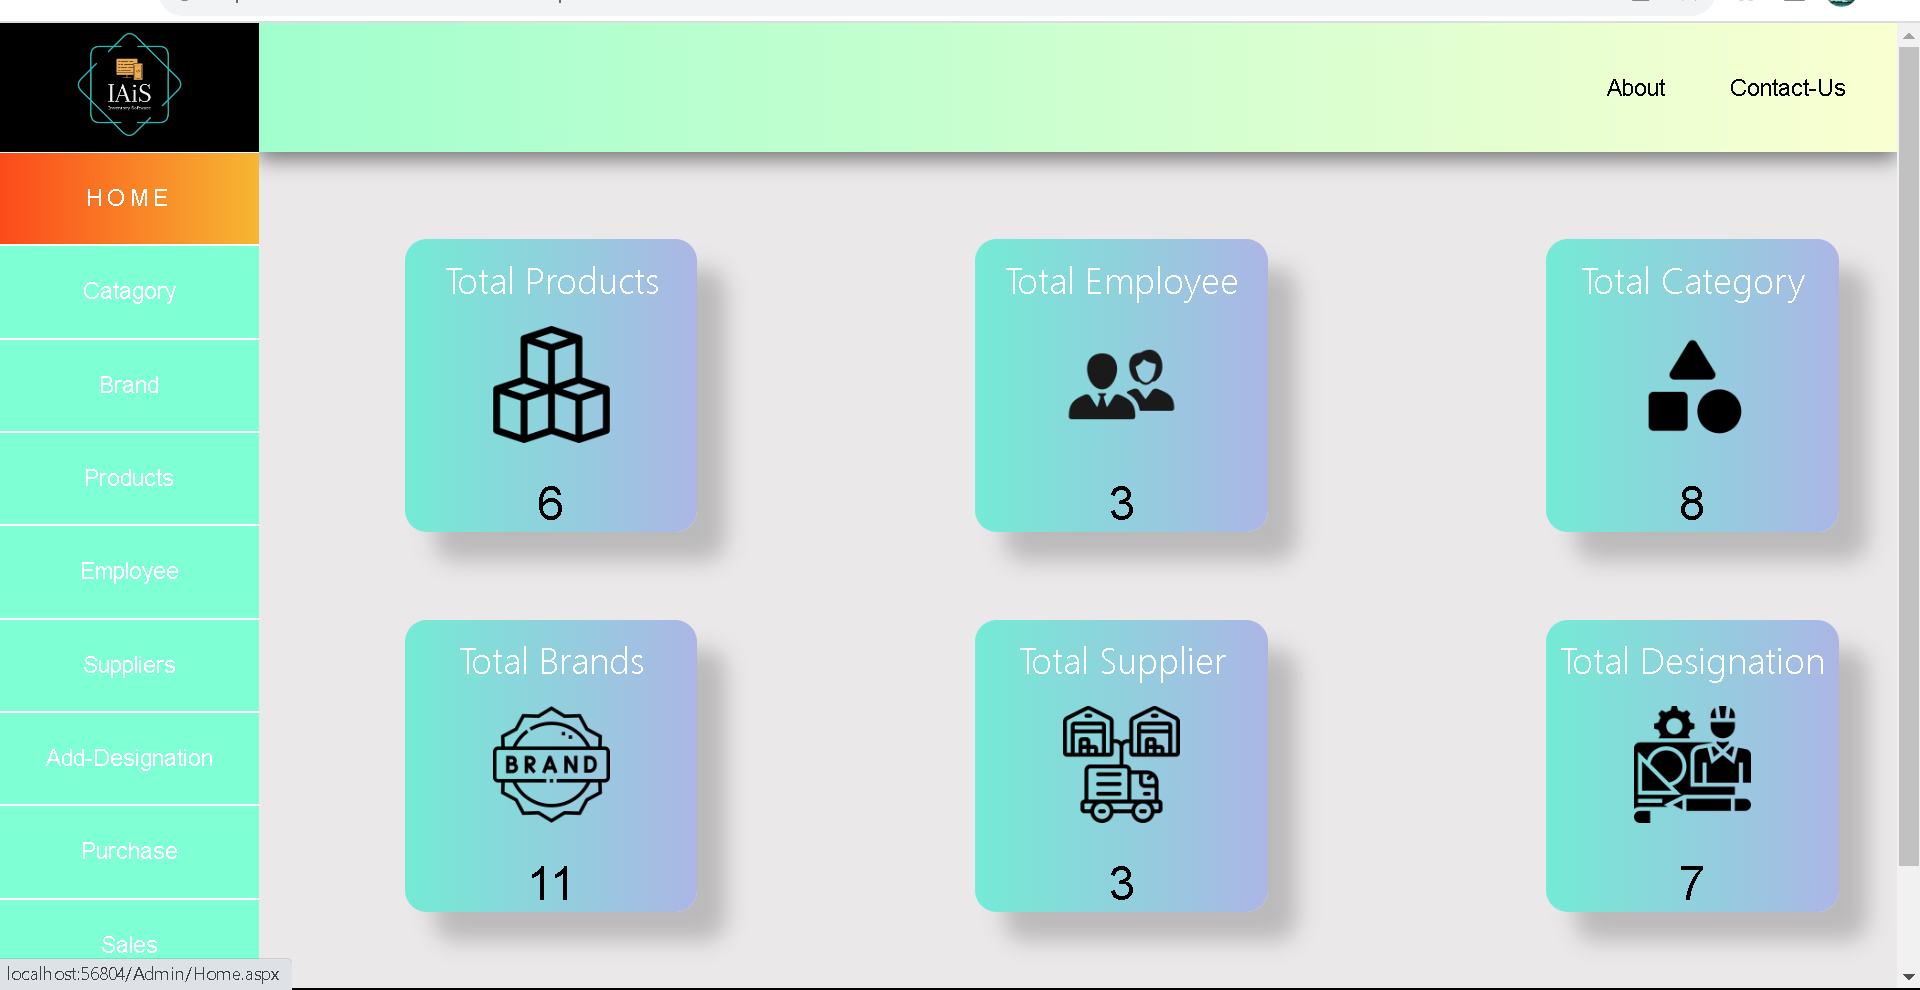 IAiS
Inventory Software
About
Contact-Us
HOME
Catagory
Brand
Products
Employee
Suppliers
Add-Designation
Purchase
Sales
Total Products
6
Total Employee
3
Total Category
8
Total Brands
BRAND
11
Total Supplier
3
Total Designation
7
localhost:56804/Admin/Home.aspx